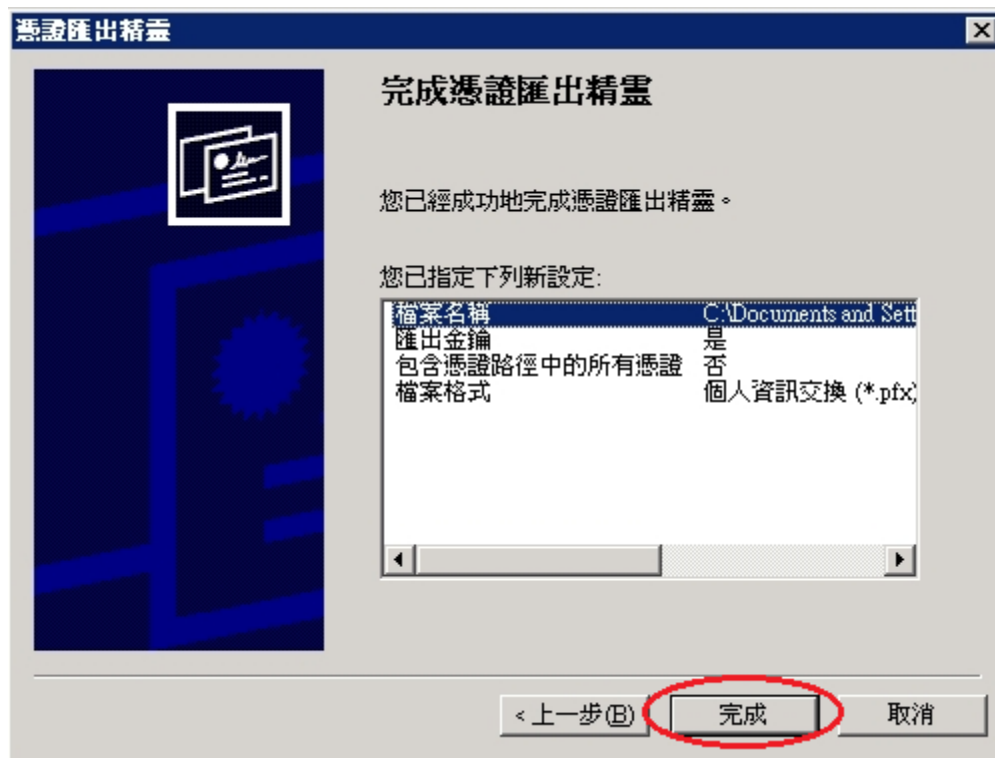 憑證匯出精靈
完成憑證匯出精靈
您已經成功地完成憑證匯出精靈。
您已指定下列新設定:
檔案名稱 C:\Documents and Sett
匯出金鑰 是
包含憑證路徑中的所有憑證 否
檔案格式 個人資訊交換 (*.pfx)
< 上一步(B) 完成 取消